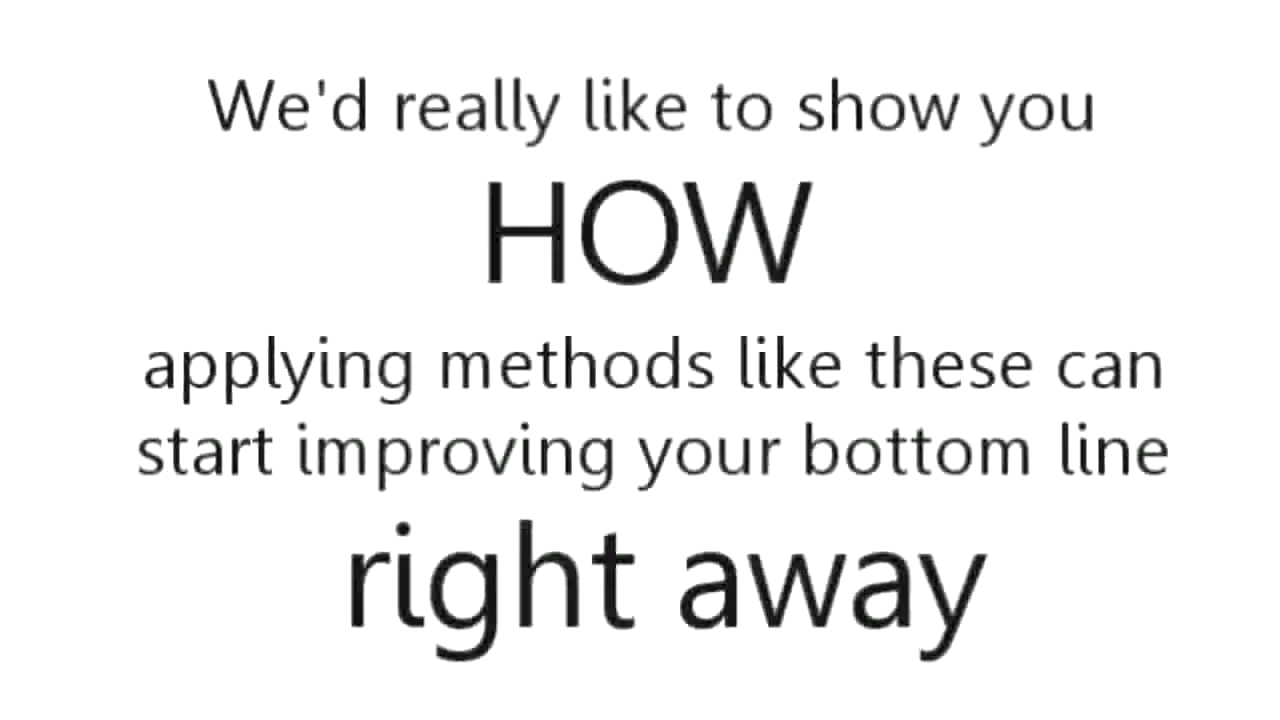 We'd really like to show you
HOW
applying methods like these can
start improving your bottom line
right away